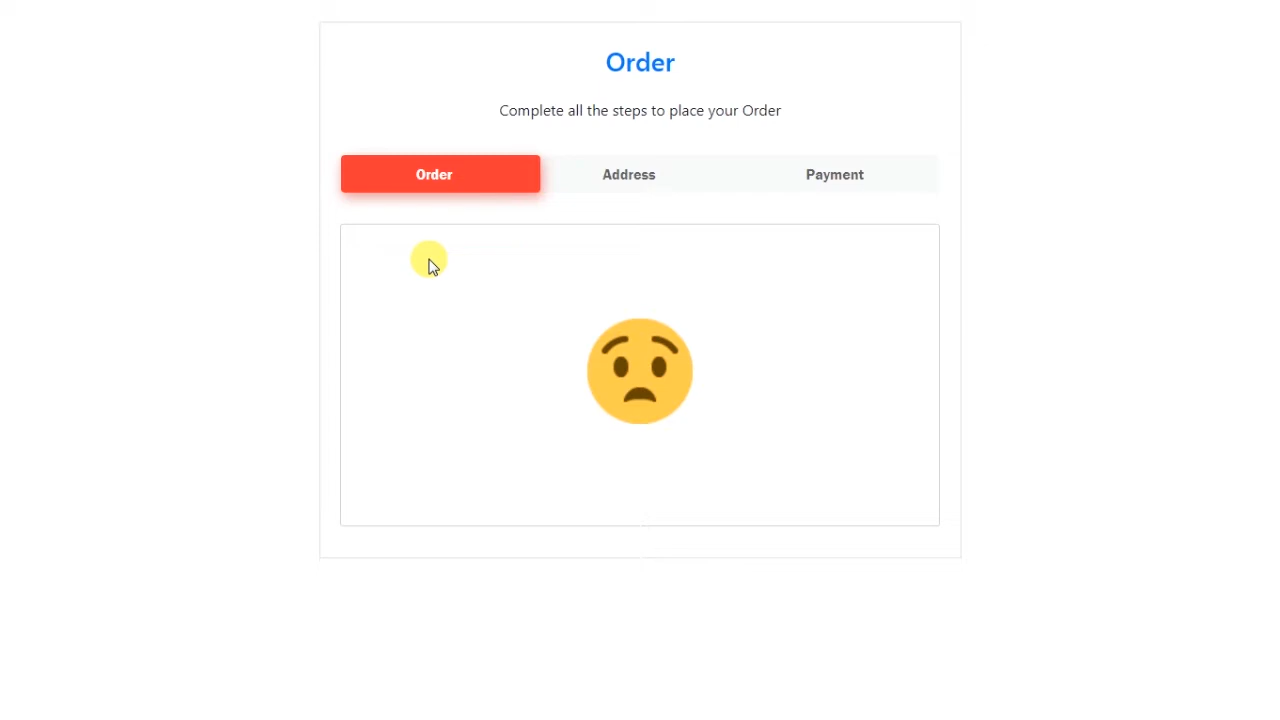 Order
Complete all the steps to place your Order
Order Address Payment